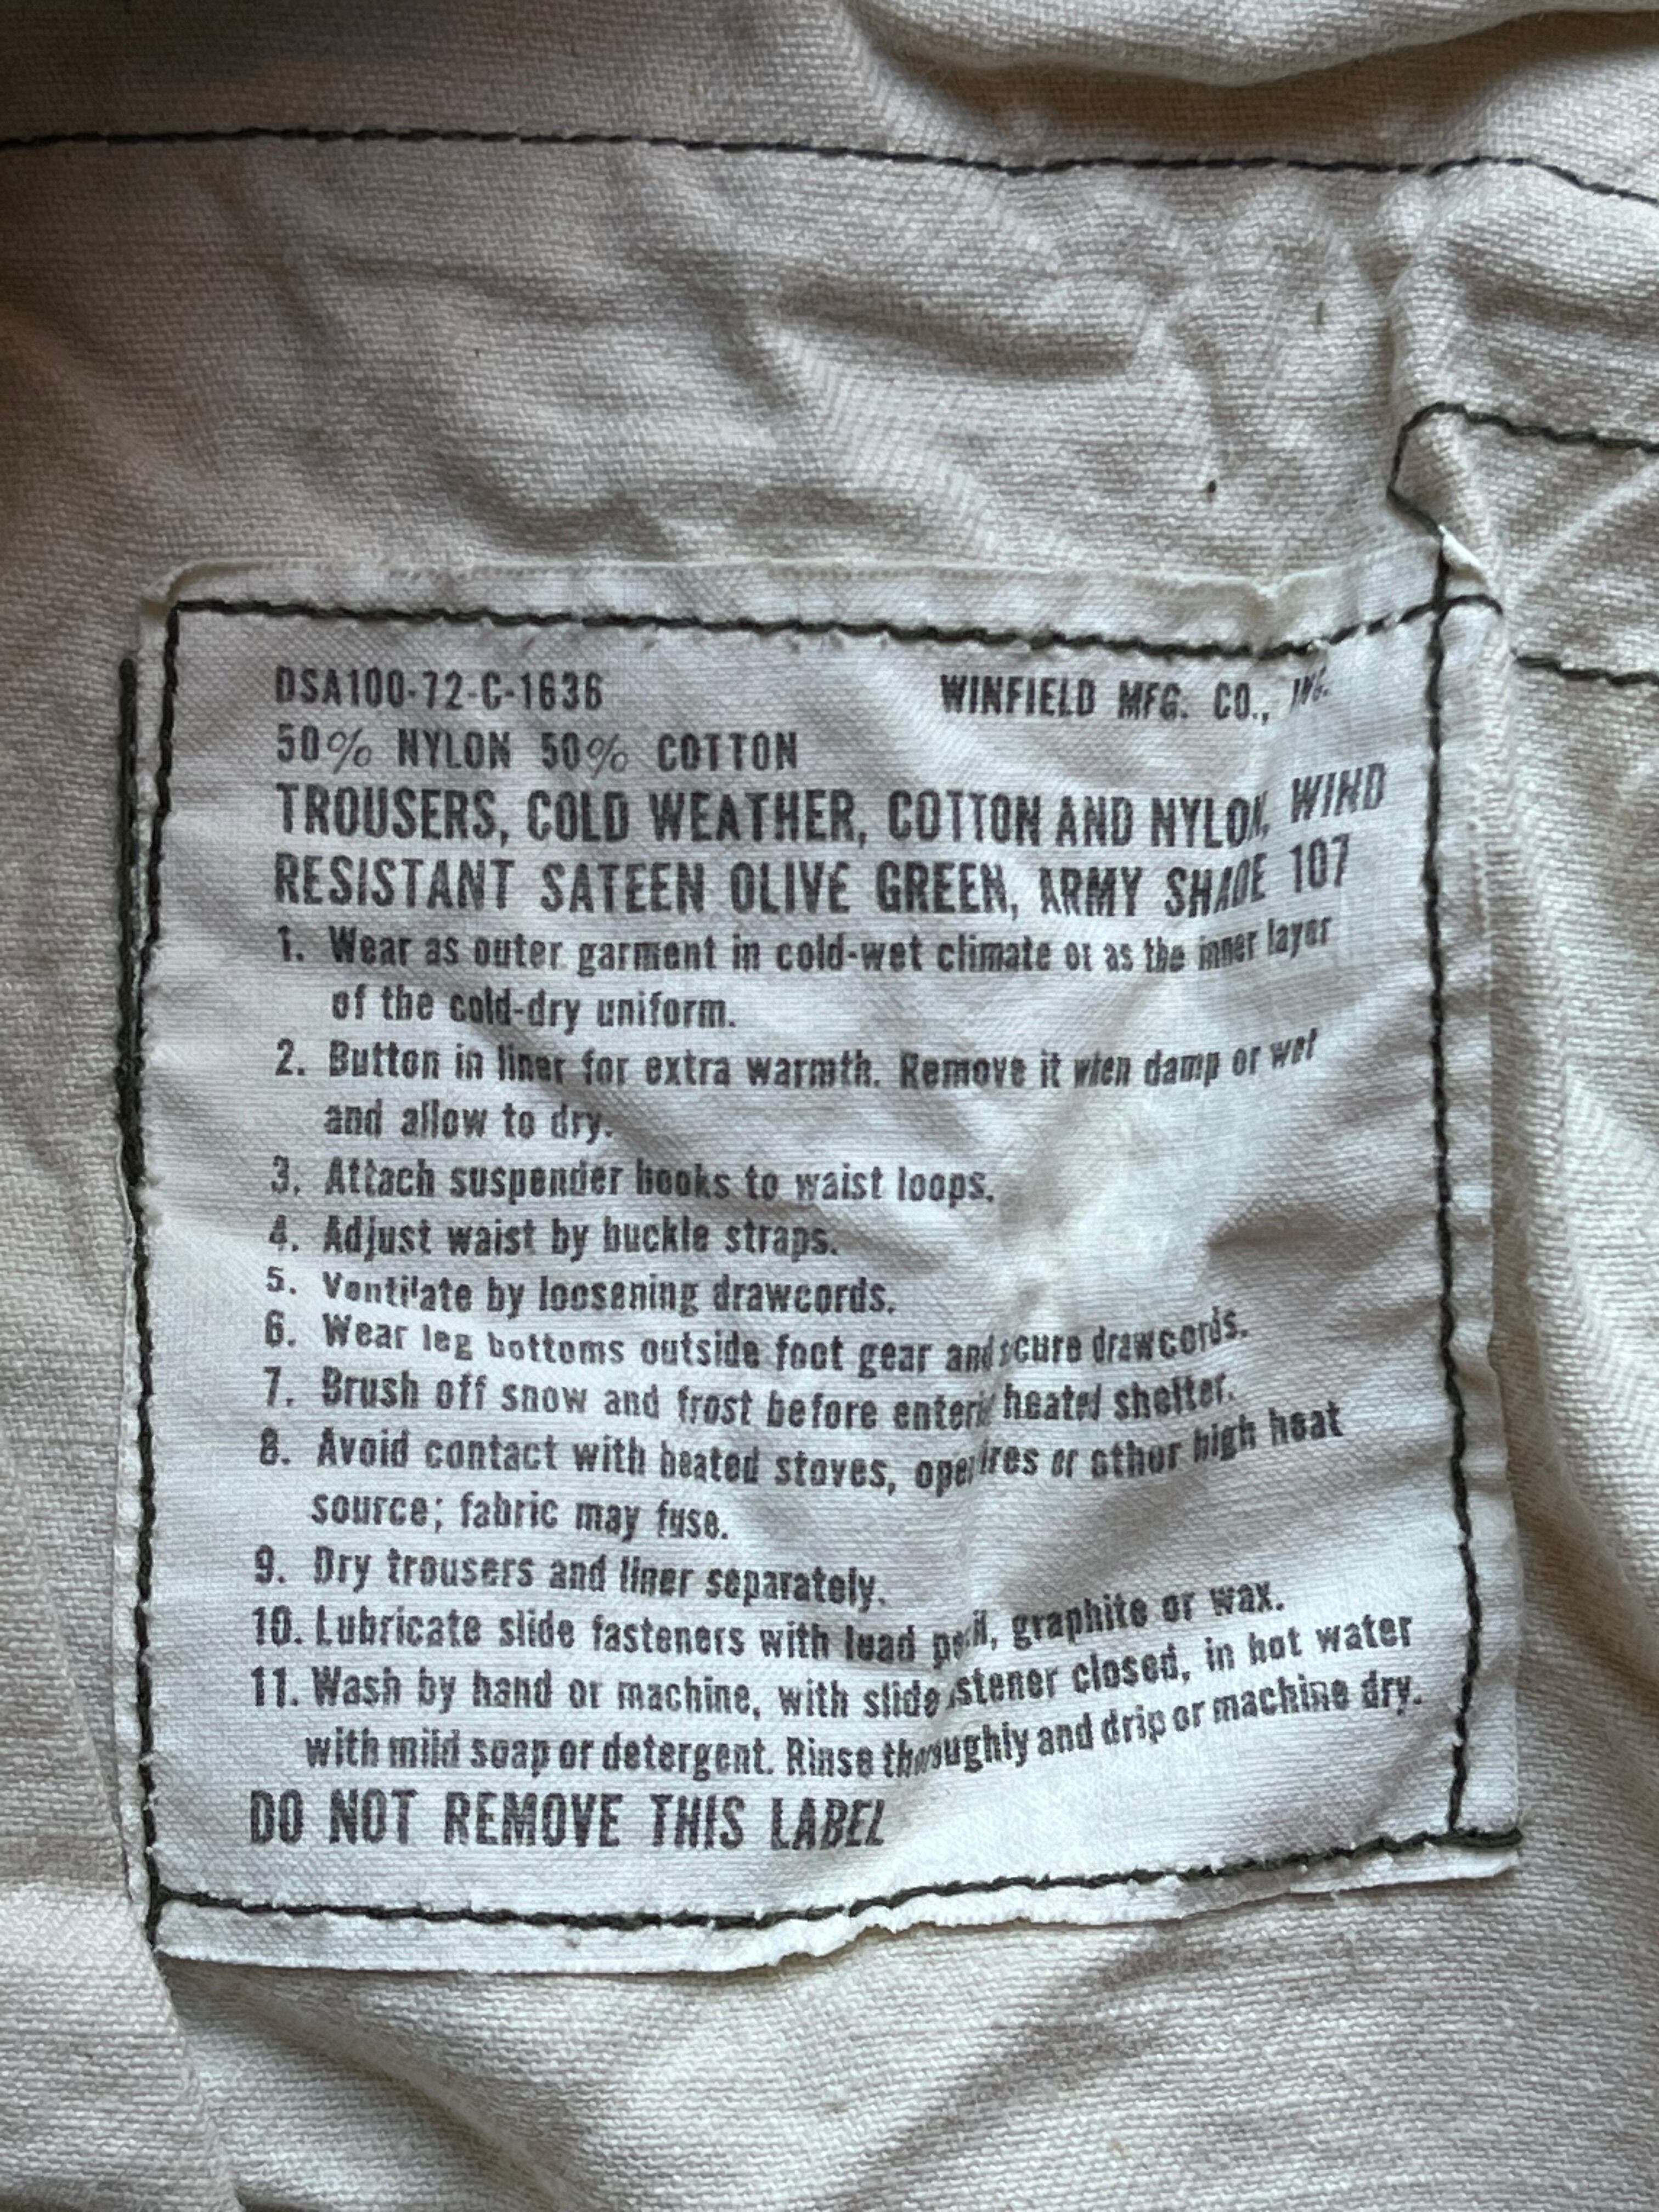 DSA100-72-C-1636 WINFIELD MFG. CO., INC.
50% NYLON 50% COTTON
TROUSERS, COLD WEATHER, COTTON AND NYLON, WIND
RESISTANT SATEEN OLIVE GREEN, ARMY SHADE 107
1. Wear as outer garment in cold-wet climate or as the inner layer
of the cold-dry uniform.
2. Button in liner for extra warmth. Remove it when damp or wet
and allow to dry.
3. Attach suspender hooks to waist loops.
4. Adjust waist by buckle straps.
5. Ventilate by loosening drawcords.
6. Wear leg bottoms outside foot gear and secure drawcords.
7. Brush off snow and frost before entering heated shelter.
8. Avoid contact with heated stoves, open fires or other high heat
source; fabric may fuse.
9. Dry trousers and liner separately.
10. Lubricate slide fasteners with lead pencil, graphite or wax.
11. Wash by hand or machine, with slide fastener closed, in hot water
with mild soap or detergent. Rinse thoroughly and drip or machine dry.
DO NOT REMOVE THIS LABEL